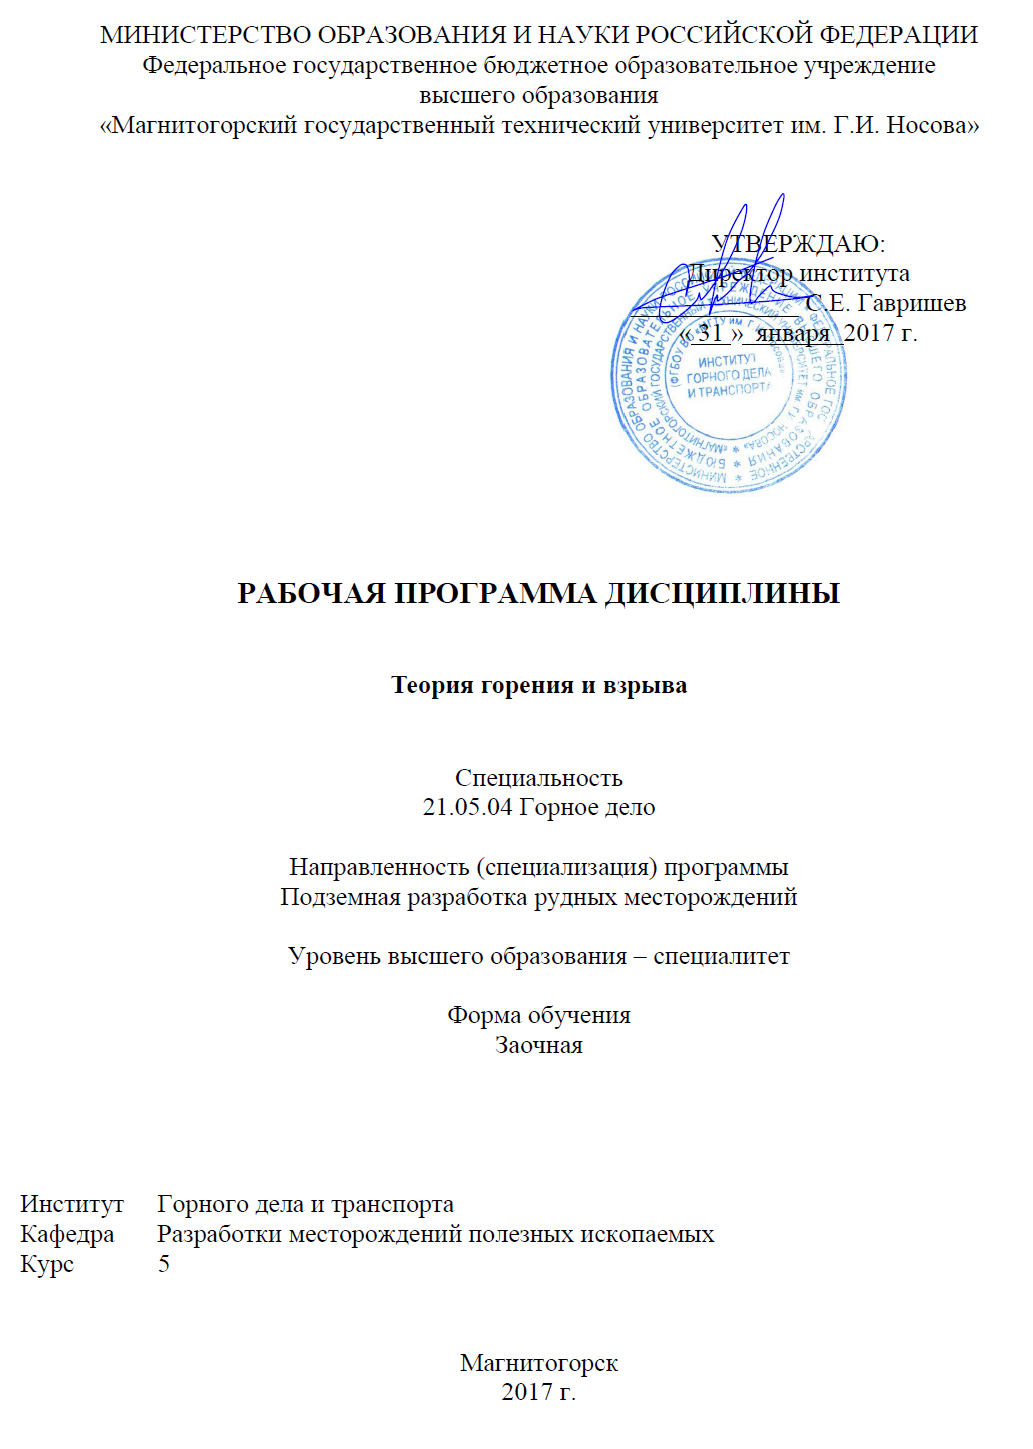 МИНИСТЕРСТВО ОБРАЗОВАНИЯ И НАУКИ РОССИЙСКОЙ ФЕДЕРАЦИИ
Федеральное государственное бюджетное образовательное учреждение
высшего образования
«Магнитогорский государственный технический университет им. Г.И. Носова»
УТВЕРЖДАЮ:
Директор института
С.Е. Гавришев
« 31 » января 2017 г.
ИНСТИТУТ
ГОРНОГО ДЕЛА
И ТРАНСПОРТА
РАБОЧАЯ ПРОГРАММА ДИСЦИПЛИНЫ
Теория горения и взрыва
Специальность
21.05.04 Горное дело
Направленность (специализация) программы
Подземная разработка рудных месторождений
Уровень высшего образования – специалитет
Форма обучения
Заочная
Институт Горного дела и транспорта
Кафедра Разработки месторождений полезных ископаемых
Курс 5
Магнитогорск
2017 г.